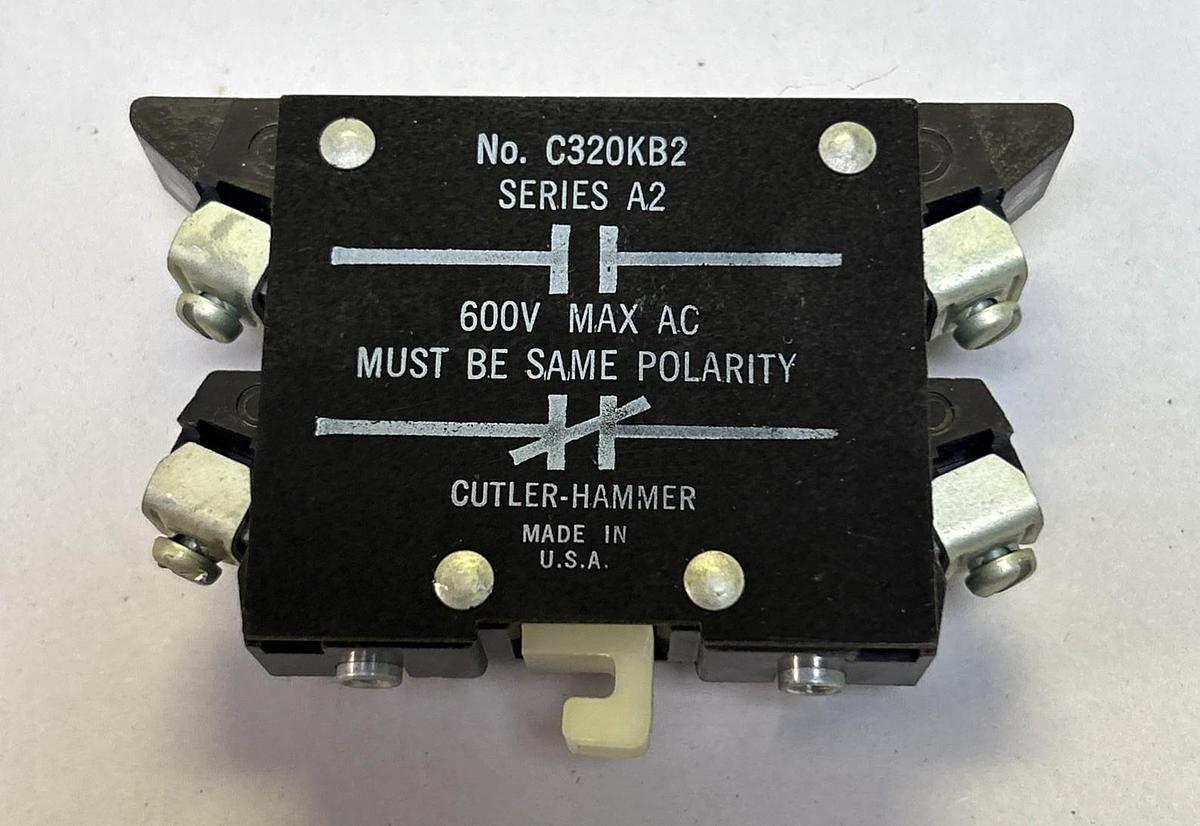 No. C320KB2
SERIES A2
600V MAX AC
MUST BE SAME POLARITY
CUTLER-HAMMER
MADE IN
U.S.A.